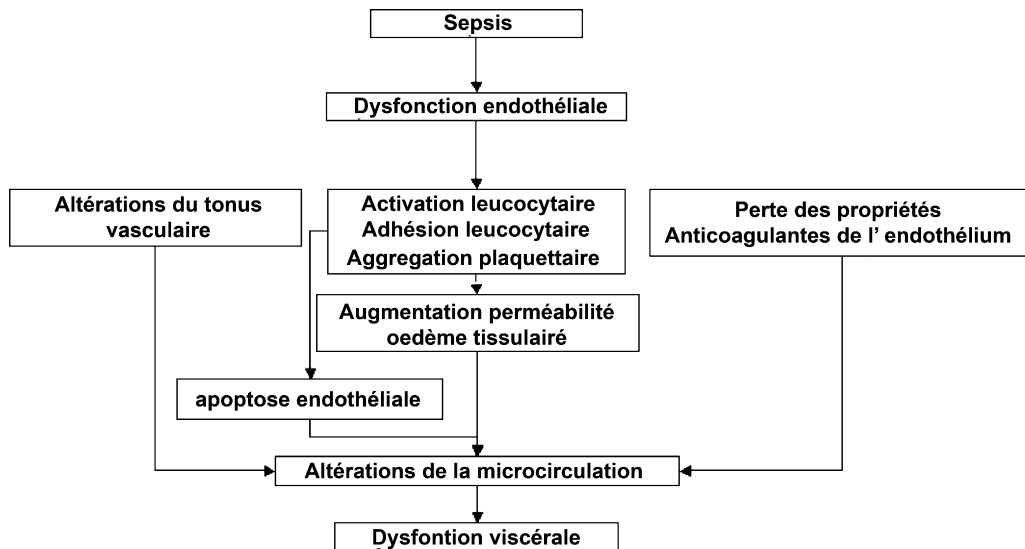 Sepsis
Dysfonction endothéliale
Altérations du tonus
vasculaire
Activation leucocytaire
Adhésion leucocytaire
Aggregation plaquettaire
Perte des propriétés
Anticoagulantes de l’ endothélium
Augmentation perméabilité
oedème tissulairé
apoptose endothéliale
Altérations de la microcirculation
Dysfontion viscérale